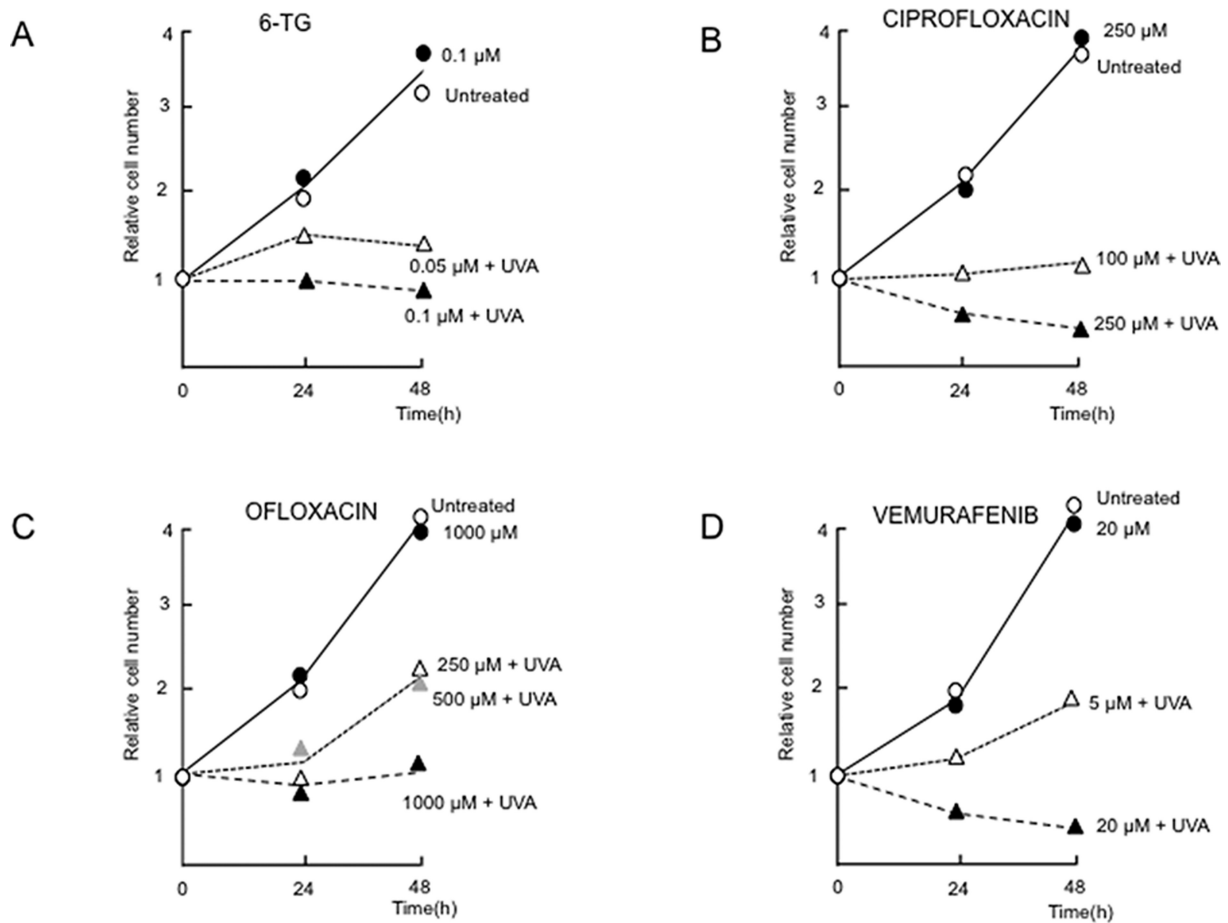 A
6-TG
4
3
2
1
Relative cell number
0.1 µM
Untreated
0.05 µM + UVA
0.1 µM + UVA
0
24
48
Time(h)
B
CIPROFLOXACIN
4
3
2
1
Relative cell number
250 µM
Untreated
100 µM + UVA
250 µM + UVA
0
24
48
Time(h)
C
OFLOXACIN
4
3
2
1
Relative cell number
Untreated
1000 µM
250 µM + UVA
500 µM + UVA
1000 µM + UVA
0
24
48
Time(h)
D
VEMURAFENIB
4
3
2
1
Relative cell number
Untreated
20 µM
5 µM + UVA
20 µM + UVA
0
24
48
Time(h)